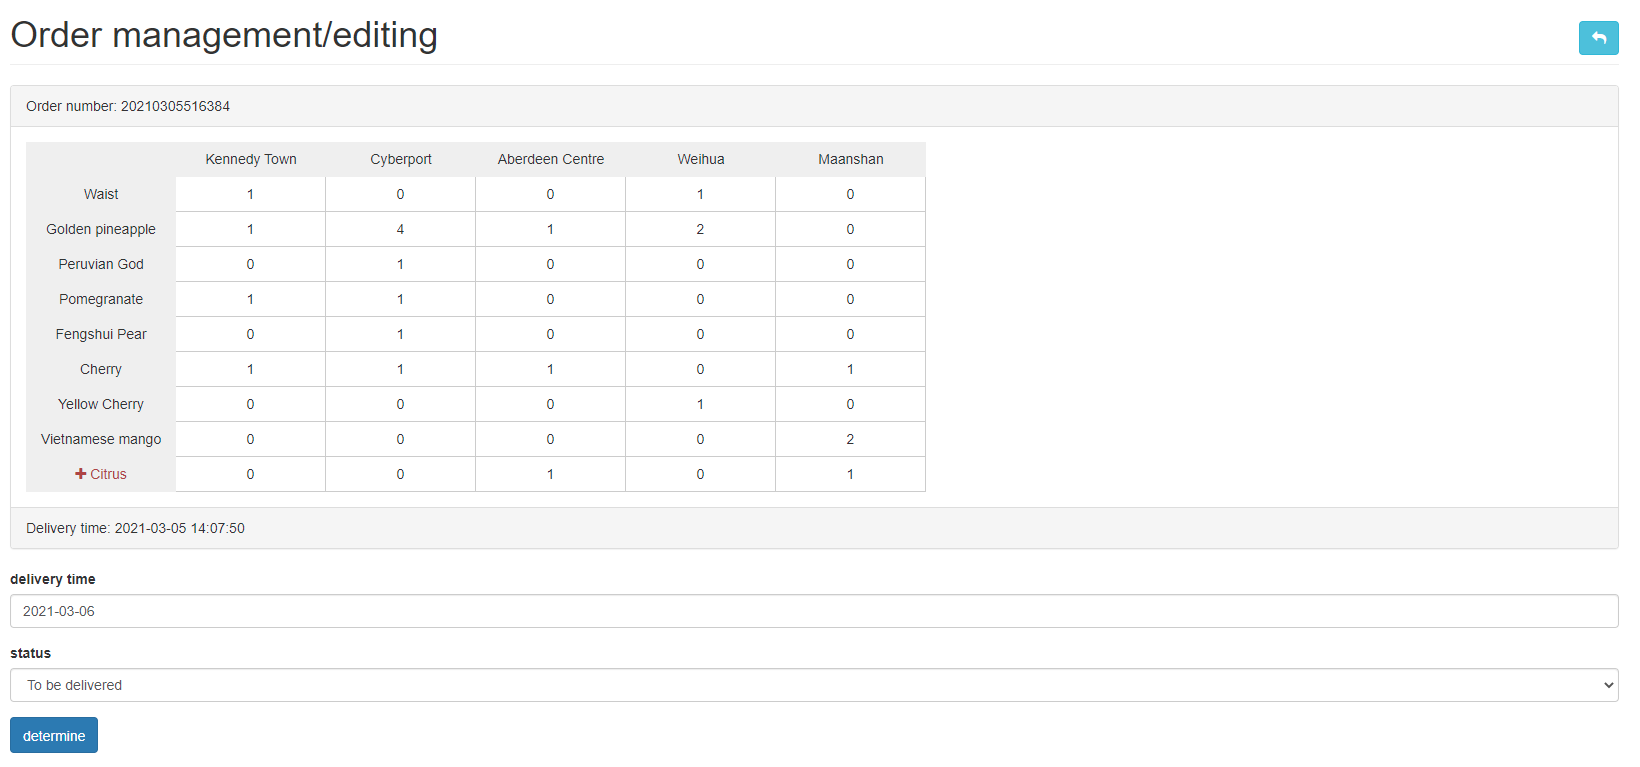 Order management/editing
Order number: 20210305516384
Kennedy Town Cyberport Aberdeen Centre Weihua Maanshan
Waist 1 0 0 1 0
Golden pineapple 1 4 1 2 0
Peruvian God 0 1 0 0 0
Pomegranate 1 1 0 0 0
Fengshui Pear 0 1 0 0 0
Cherry 1 1 1 0 1
Yellow Cherry 0 0 0 1 0
Vietnamese mango 0 0 0 0 2
Citrus 0 0 1 0 1
Delivery time: 2021-03-05 14:07:50
delivery time
2021-03-06
status
To be delivered
determine